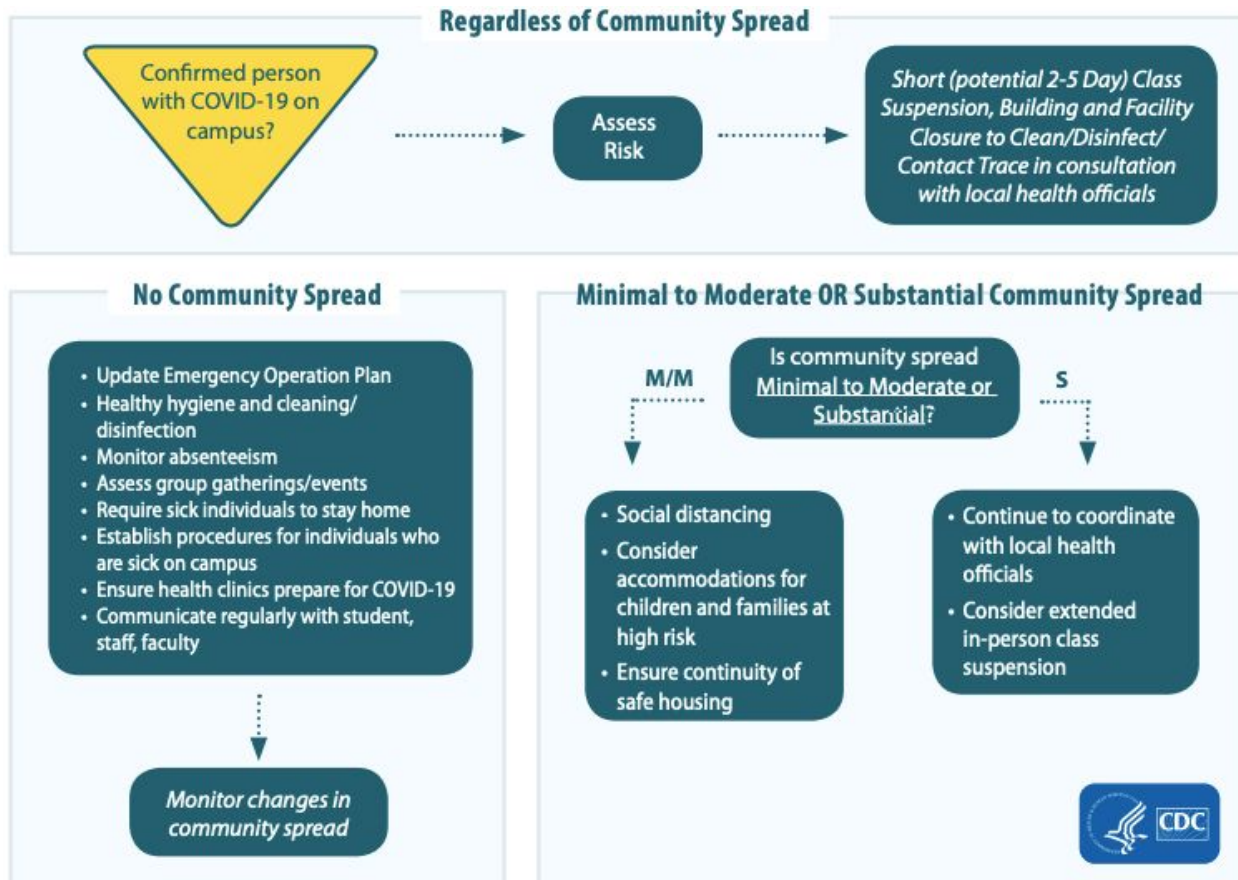 Regardless of Community Spread
Confirmed person
with COVID-19 on
campus?
Assess
Risk
Short (potential 2-5 Day) Class
Suspension, Building and Facility
Closure to Clean/Disinfect/
Contact Trace in consultation
with local health officials
No Community Spread
• Update Emergency Operation Plan
• Healthy hygiene and cleaning/
disinfection
• Monitor absenteeism
• Assess group gatherings/events
• Require sick individuals to stay home
• Establish procedures for individuals who
are sick on campus
• Ensure health clinics prepare for COVID-19
• Communicate regularly with student,
staff, faculty
Monitor changes in
community spread
Minimal to Moderate OR Substantial Community Spread
Is community spread
Minimal to Moderate or
Substantial?
M/M
S
• Social distancing
• Consider
accommodations for
children and families at
high risk
• Ensure continuity of
safe housing
• Continue to coordinate
with local health
officials
• Consider extended
in-person class
suspension
CDC